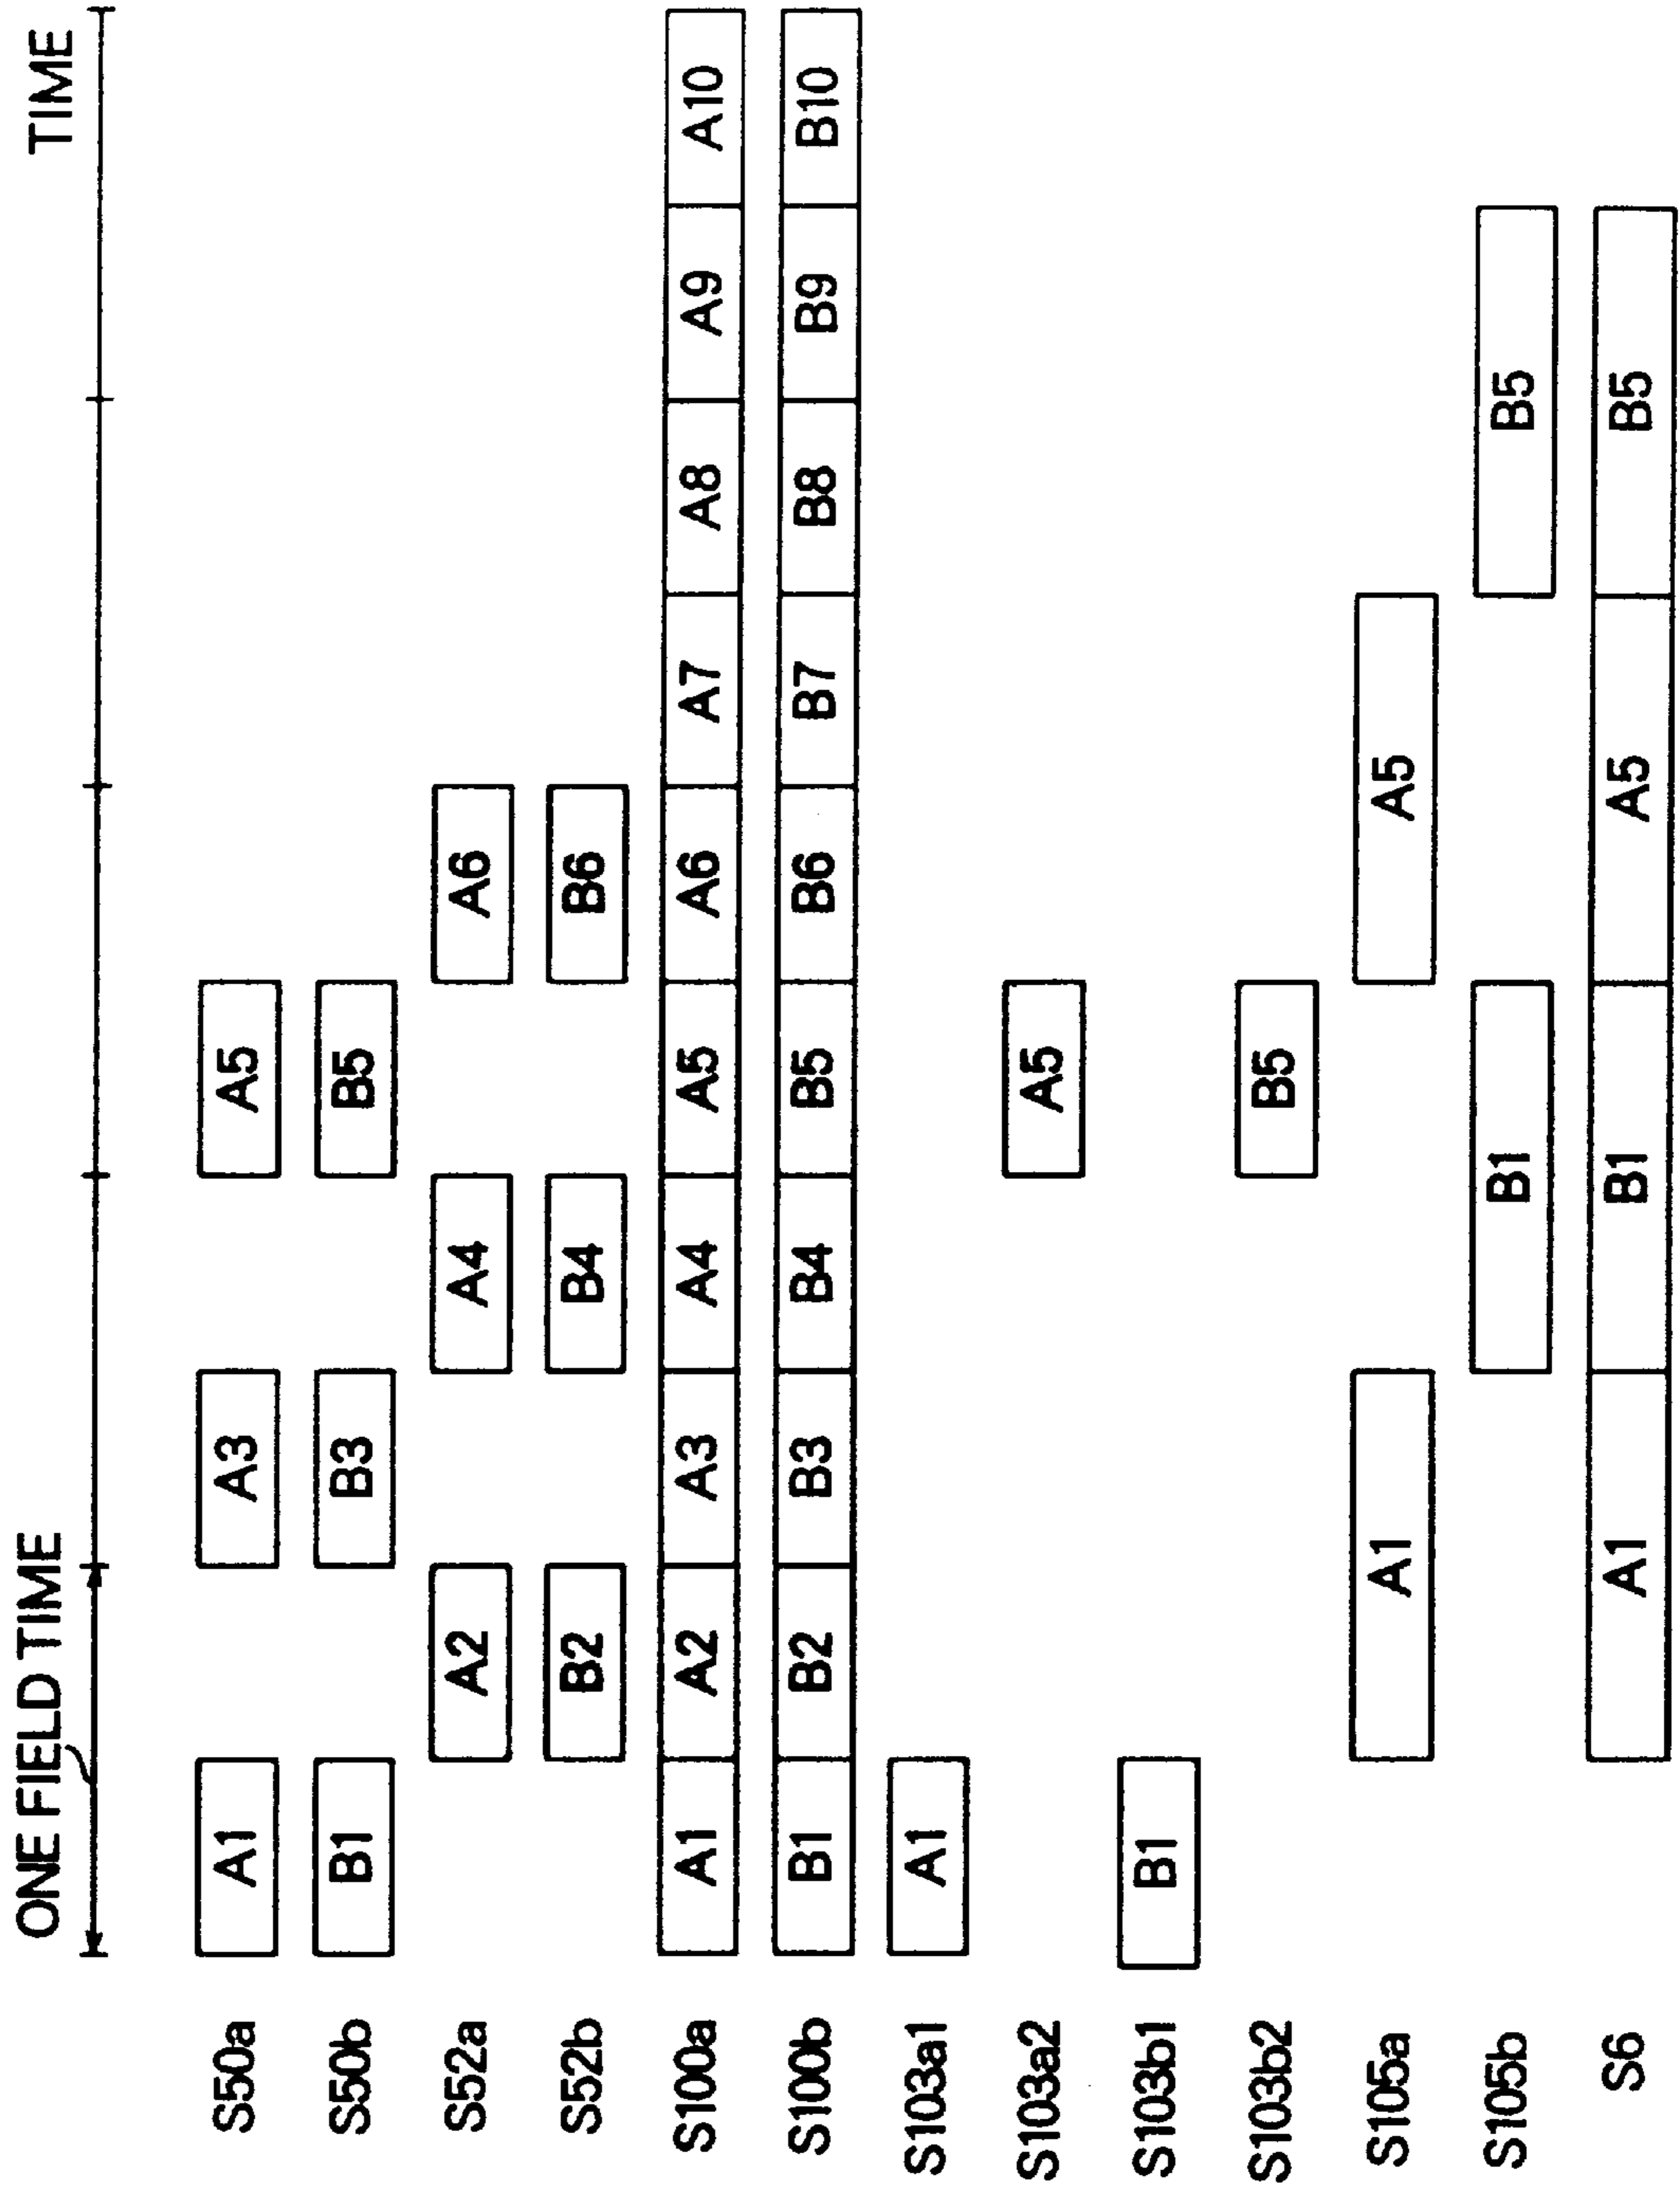 ONE FIELD TIME
TIME
S50a A1 A3 A5
S50b B1 B3 B5
S52a A2 A4 A6
S52b B2 B4 B6
S100a A1 A2 A3 A4 A5 A6 A7 A8 A9 A10
S100b B1 B2 B3 B4 B5 B6 B7 B8 B9 B10
S103a1 A1
S103a2 A5
S103b1 B1
S103b2 B5
S105a A1 A5
S105b B1 B5
S6 A1 B1 A5 B5